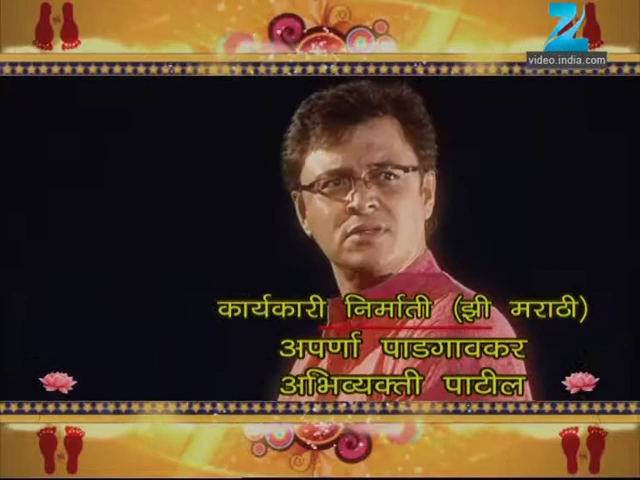 video.india.com
कार्यकारी निर्माती (झी मराठी)
अपर्णा पाडगावकर
अभिव्यक्ती पाटील